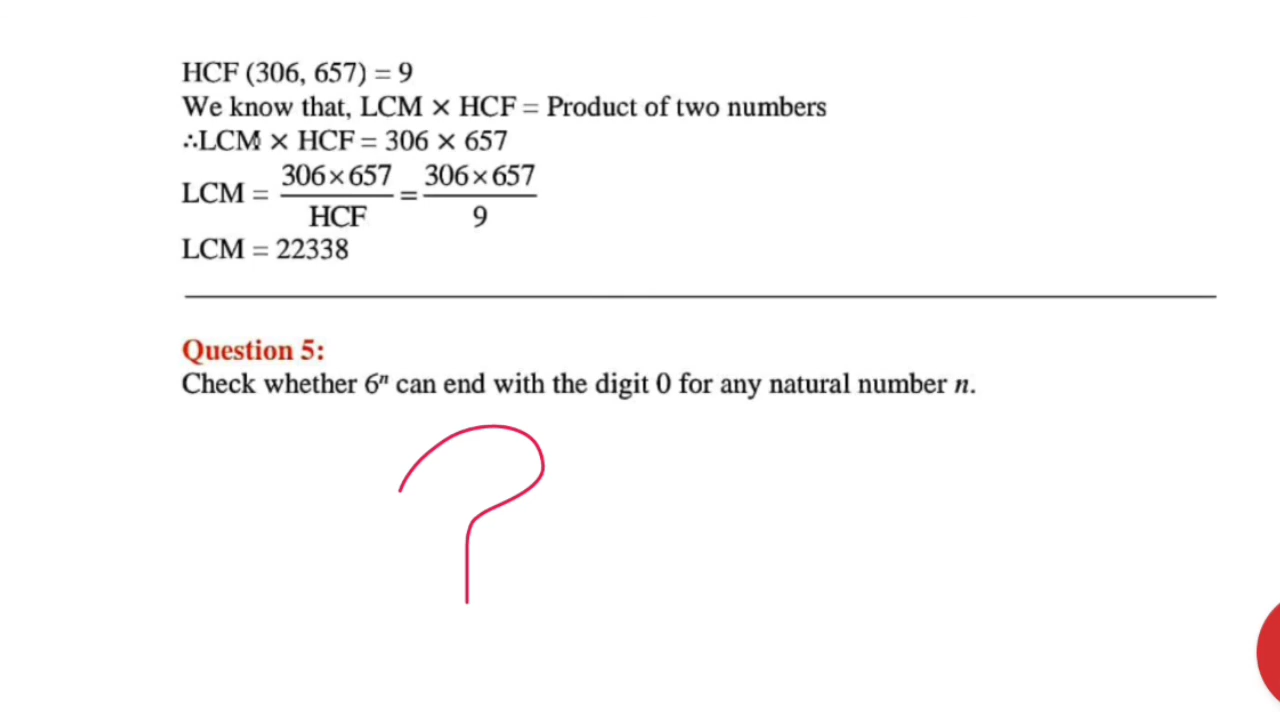 HCF (306, 657) = 9
We know that, LCM × HCF = Product of two numbers
∴LCM × HCF = 306 × 657
LCM = 306×657 / HCF = 306×657 / 9
LCM = 22338
Question 5:
Check whether 6ⁿ can end with the digit 0 for any natural number n.
?